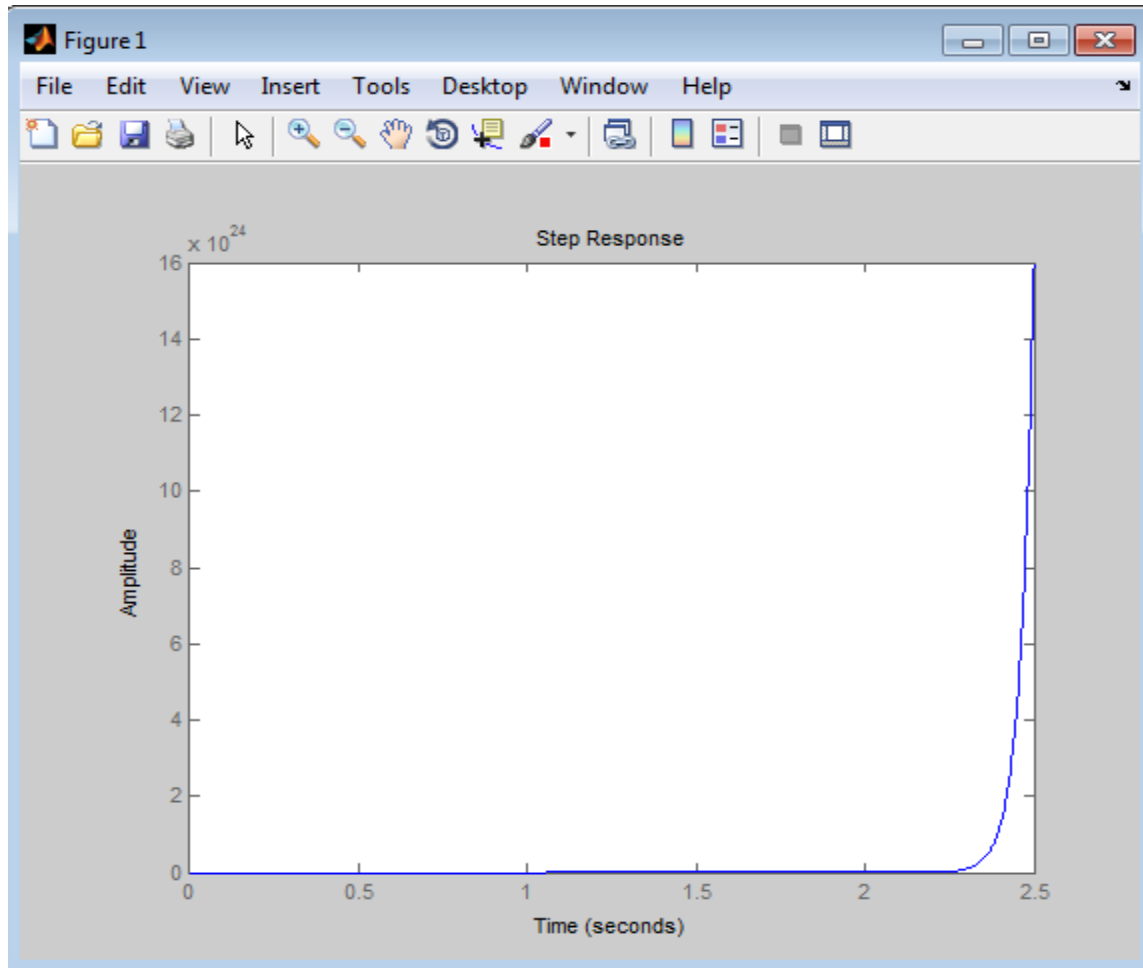 Figure 1
File Edit View Insert Tools Desktop Window Help
Step Response
x 10^24
16
14
12
10
8
6
4
2
0
Amplitude
0 0.5 1 1.5 2 2.5
Time (seconds)